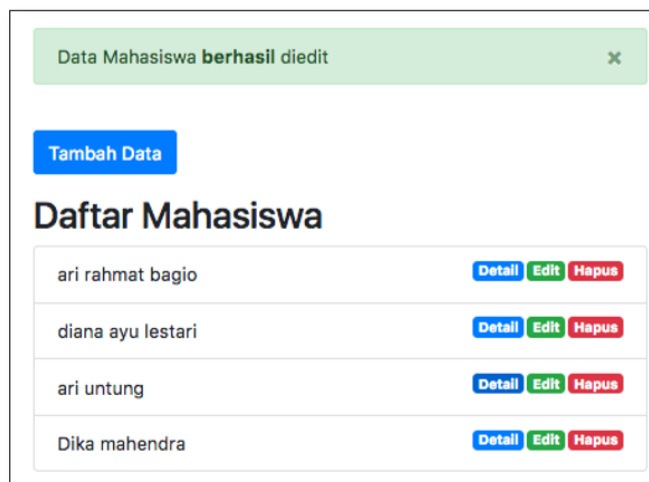 Data Mahasiswa berhasil diedit ×
Tambah Data
Daftar Mahasiswa
ari rahmat bagio Detail Edit Hapus
diana ayu lestari Detail Edit Hapus
ari untung Detail Edit Hapus
Dika mahendra Detail Edit Hapus